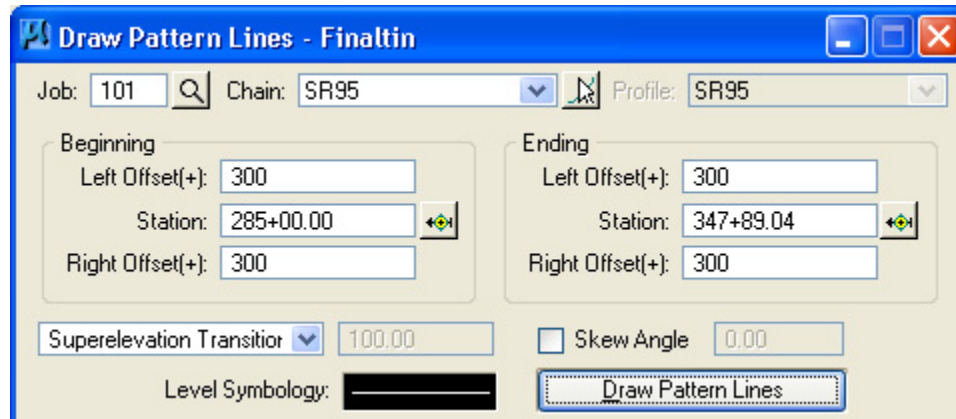 Draw Pattern Lines - Finaltin
Job: 101 Chain: SR95 Profile: SR95
Beginning Ending
Left Offset(+): 300 Left Offset(+): 300
Station: 285+00.00 Station: 347+89.04
Right Offset(+): 300 Right Offset(+): 300
Superelevation Transition 100.00 Skew Angle 0.00
Level Symbology: Draw Pattern Lines